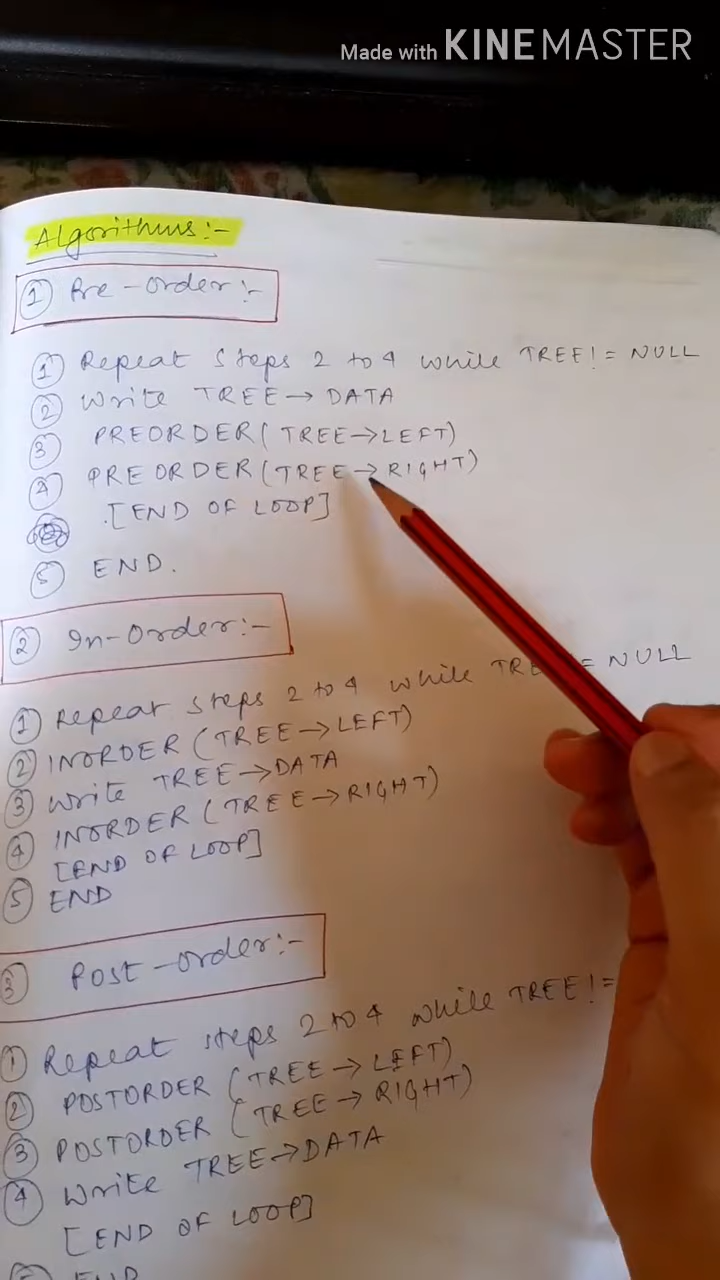 Made with KINEMASTER
Algorithms:-
① Pre-order:-
① Repeat Steps 2 to 4 while TREE != NULL
② Write TREE → DATA
③ PREORDER (TREE → LEFT)
④ PREORDER (TREE → RIGHT)
[END OF LOOP]
⑤ END.
② In-Order:-
① Repeat Steps 2 to 4 while = NULL
② INORDER (TREE → LEFT)
③ Write TREE → DATA
④ INORDER (TREE → RIGHT)
[END OF LOOP]
⑤ END
③ Post-order:-
① Repeat steps 2 to 4 while TREE !=
② POSTORDER (TREE → LEFT)
③ POSTORDER (TREE → RIGHT)
④ Write TREE → DATA
[END OF LOOP]
⑤ END